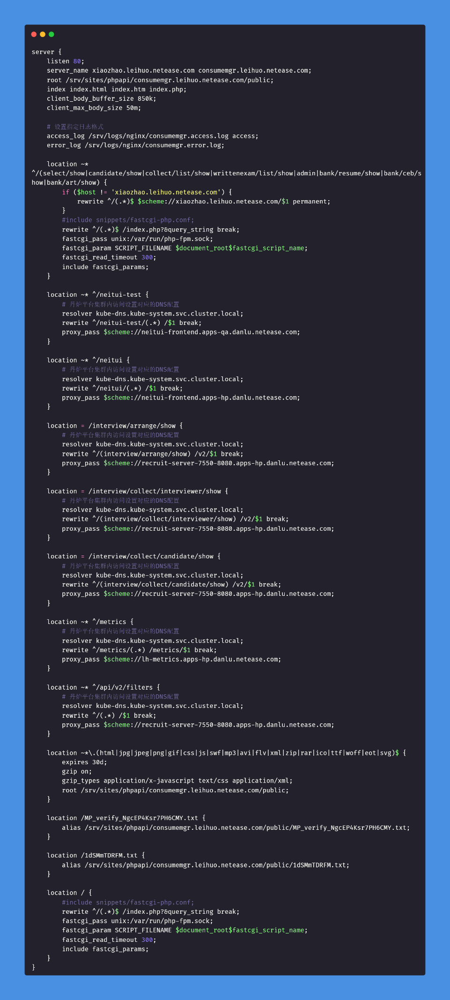 server {
    listen 80;
    server_name xiaozhao.leihuo.netease.com consumemgr.leihuo.netease.com;
    root /srv/sites/phpapi/consumemgr.leihuo.netease.com/public;
    index index.html index.htm index.php;
    client_body_buffer_size 850k;
    client_max_body_size 50m;

    # 设置指定日志格式
    access_log /srv/logs/nginx/consumemgr.access.log access;
    error_log /srv/logs/nginx/consumemgr.error.log;

    location ~*
^/(select/show|candidate/show|collect/list/show|writtenexam/list/show|admin|bank/resume/show|bank/ceb/s
how|bank/art/show) {
        if ($host != 'xiaozhao.leihuo.netease.com') {
            rewrite ^/(.*)$ $scheme://xiaozhao.leihuo.netease.com/$1 permanent;
        }
        #include snippets/fastcgi-php.conf;
        rewrite ^/(.*)$ /index.php?&query_string break;
        fastcgi_pass unix:/var/run/php-fpm.sock;
        fastcgi_param SCRIPT_FILENAME $document_root$fastcgi_script_name;
        fastcgi_read_timeout 300;
        include fastcgi_params;
    }

    location ~* ^/neitui-test {
        # 丹炉平台集群内访问设置对应的DNS配置
        resolver kube-dns.kube-system.svc.cluster.local;
        rewrite ^/neitui-test/(.*) /$1 break;
        proxy_pass $scheme://neitui-frontend.apps-qa.danlu.netease.com;
    }

    location ~* ^/neitui {
        # 丹炉平台集群内访问设置对应的DNS配置
        resolver kube-dns.kube-system.svc.cluster.local;
        rewrite ^/neitui/(.*) /$1 break;
        proxy_pass $scheme://neitui-frontend.apps-hp.danlu.netease.com;
    }

    location = /interview/arrange/show {
        # 丹炉平台集群内访问设置对应的DNS配置
        resolver kube-dns.kube-system.svc.cluster.local;
        rewrite ^/(interview/arrange/show) /v2/$1 break;
        proxy_pass $scheme://recruit-server-7550-8080.apps-hp.danlu.netease.com;
    }

    location = /interview/collect/interviewer/show {
        # 丹炉平台集群内访问设置对应的DNS配置
        resolver kube-dns.kube-system.svc.cluster.local;
        rewrite ^/(interview/collect/interviewer/show) /v2/$1 break;
        proxy_pass $scheme://recruit-server-7550-8080.apps-hp.danlu.netease.com;
    }

    location = /interview/collect/candidate/show {
        # 丹炉平台集群内访问设置对应的DNS配置
        resolver kube-dns.kube-system.svc.cluster.local;
        rewrite ^/(interview/collect/candidate/show) /v2/$1 break;
        proxy_pass $scheme://recruit-server-7550-8080.apps-hp.danlu.netease.com;
    }

    location ~* ^/metrics {
        # 丹炉平台集群内访问设置对应的DNS配置
        resolver kube-dns.kube-system.svc.cluster.local;
        rewrite ^/metrics/(.*) /metrics/$1 break;
        proxy_pass $scheme://lh-metrics.apps-hp.danlu.netease.com;
    }

    location ~* ^/api/v2/filters {
        # 丹炉平台集群内访问设置对应的DNS配置
        resolver kube-dns.kube-system.svc.cluster.local;
        rewrite ^/(.*) /$1 break;
        proxy_pass $scheme://recruit-server-7550-8080.apps-hp.danlu.netease.com;
    }

    location ~*\.(html|jpg|jpeg|png|gif|css|js|swf|mp3|avi|flv|xml|zip|rar|ico|ttf|woff|eot|svg)$ {
        expires 30d;
        gzip on;
        gzip_types application/x-javascript text/css application/xml;
        root /srv/sites/phpapi/consumemgr.leihuo.netease.com/public;
    }

    location /MP_verify_NgcEP4Ksr7PH6CMY.txt {
        alias /srv/sites/phpapi/consumemgr.leihuo.netease.com/public/MP_verify_NgcEP4Ksr7PH6CMY.txt;
    }

    location /1dSMmTDRFM.txt {
        alias /srv/sites/phpapi/consumemgr.leihuo.netease.com/public/1dSMmTDRFM.txt;
    }

    location / {
        #include snippets/fastcgi-php.conf;
        rewrite ^/(.*)$ /index.php?&query_string break;
        fastcgi_pass unix:/var/run/php-fpm.sock;
        fastcgi_param SCRIPT_FILENAME $document_root$fastcgi_script_name;
        fastcgi_read_timeout 300;
        include fastcgi_params;
    }
}